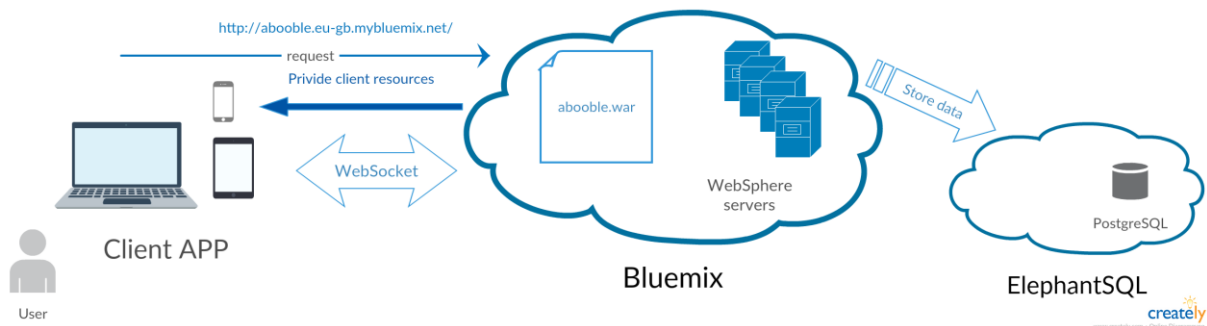 http://abooble.eu-gb.mybluemix.net/
request
Privide client resources
WebSocket
Client APP
User
abooble.war
WebSphere
servers
Bluemix
Store data
PostgreSQL
ElephantSQL
creately